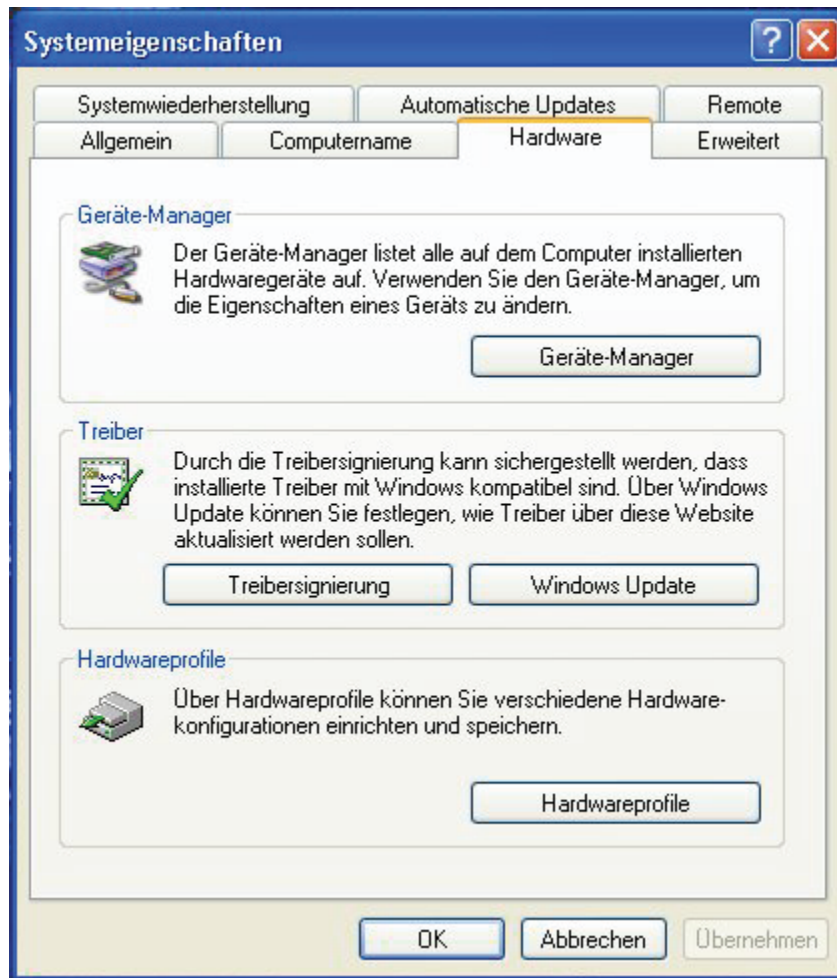 Systemeigenschaften
Systemwiederherstellung Automatische Updates Remote
Allgemein Computername Hardware Erweitert
Geräte-Manager
Der Geräte-Manager listet alle auf dem Computer installierten
Hardwaregeräte auf. Verwenden Sie den Geräte-Manager, um
die Eigenschaften eines Geräts zu ändern.
Geräte-Manager
Treiber
Durch die Treibersignierung kann sichergestellt werden, dass
installierte Treiber mit Windows kompatibel sind. Über Windows
Update können Sie festlegen, wie Treiber über diese Website
aktualisiert werden sollen.
Treibersignierung Windows Update
Hardwareprofile
Über Hardwareprofile können Sie verschiedene Hardware-
konfigurationen einrichten und speichern.
Hardwareprofile
OK Abbrechen Übernehmen